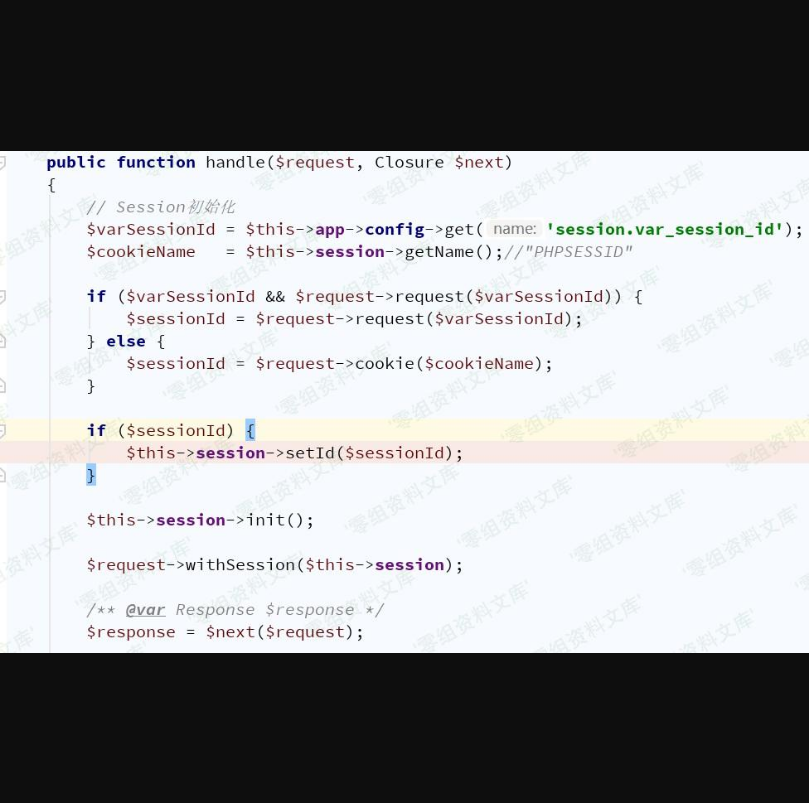 public function handle($request, Closure $next)
{
// Session初始化
$varSessionId = $this->app->config->get( name: 'session.var_session_id');
$cookieName   = $this->session->getName();//"PHPSESSID"
if ($varSessionId && $request->request($varSessionId)) {
$sessionId = $request->request($varSessionId);
} else {
$sessionId = $request->cookie($cookieName);
}
if ($sessionId) {
$this->session->setId($sessionId);
}
$this->session->init();
$request->withSession($this->session);
/** @var Response $response */
$response = $next($request);
零组资料文库